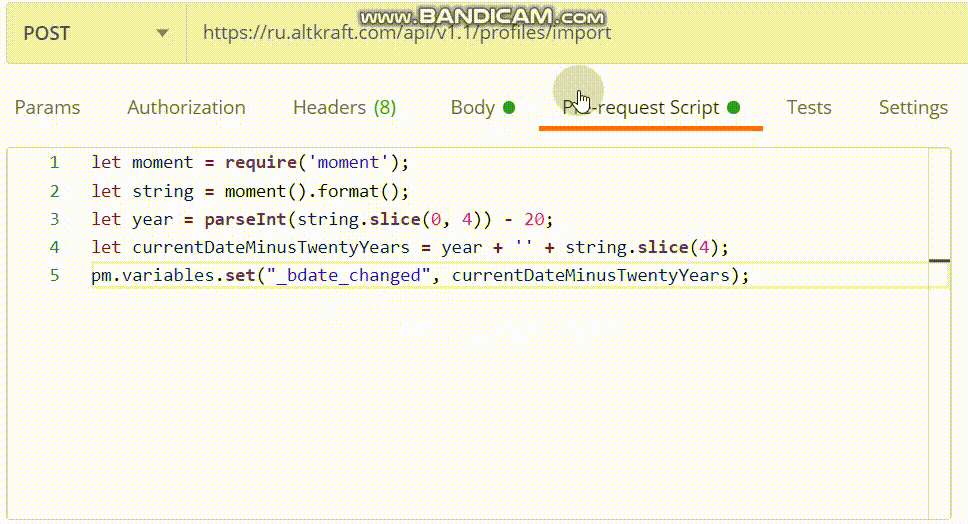 www.BANDICAM.com
POST https://ru.altkraft.com/api/v1.1/profiles/import
Params Authorization Headers (8) Body Pre-request Script Tests Settings
1 let moment = require('moment');
2 let string = moment().format();
3 let year = parseInt(string.slice(0, 4)) - 20;
4 let currentDateMinusTwentyYears = year + '' + string.slice(4);
5 pm.variables.set("_bdate_changed", currentDateMinusTwentyYears);